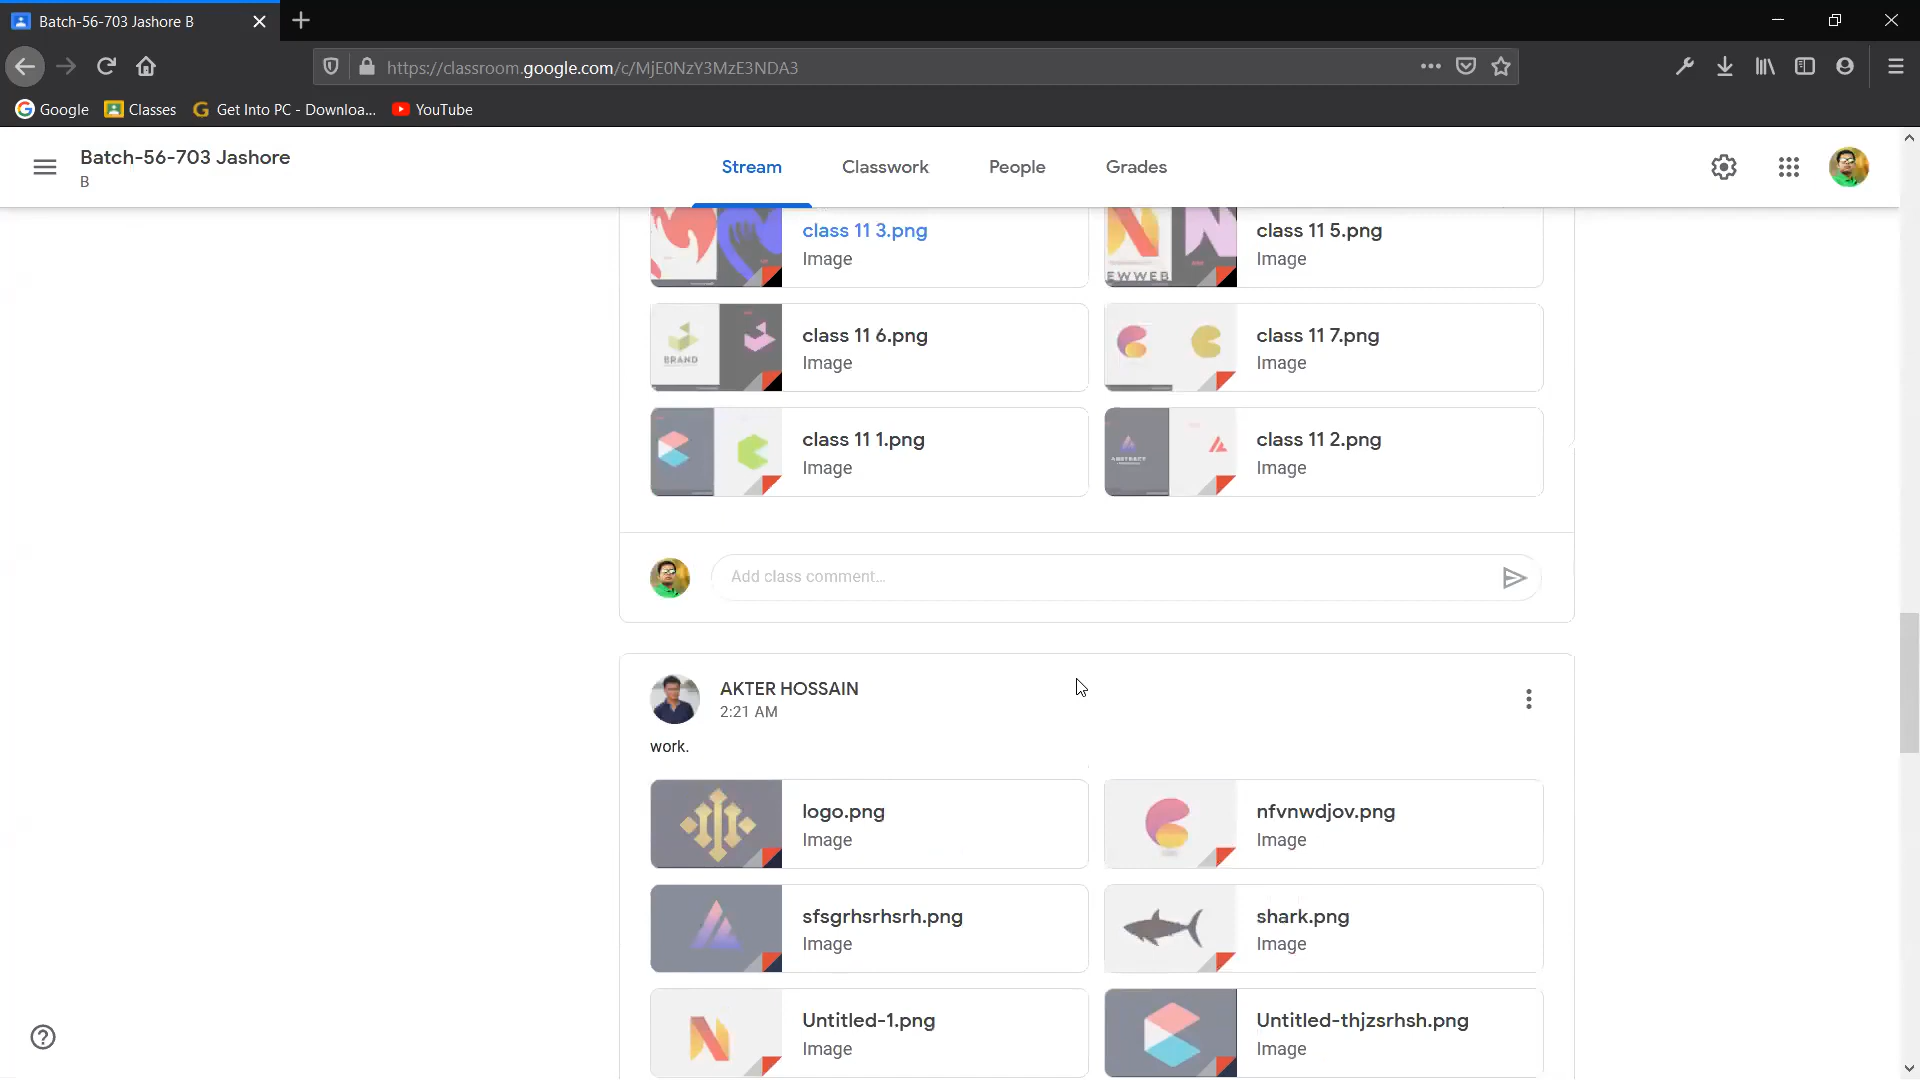 Batch-56-703 Jashore B
https://classroom.google.com/c/MjE0NzY3MzE3NDA3
Google
Classes
Get Into PC - Downloa...
YouTube
Batch-56-703 Jashore
B
Stream
Classwork
People
Grades
class 11 3.png
Image
EWWEB
class 11 5.png
Image
BRAND
class 11 6.png
Image
class 11 7.png
Image
class 11 1.png
Image
ABSTRACT
class 11 2.png
Image
Add class comment...
AKTER HOSSAIN
2:21 AM
work.
logo.png
Image
nfvnwdjov.png
Image
sfsgrhsrhsrh.png
Image
shark.png
Image
Untitled-1.png
Image
Untitled-thjzsrhsh.png
Image